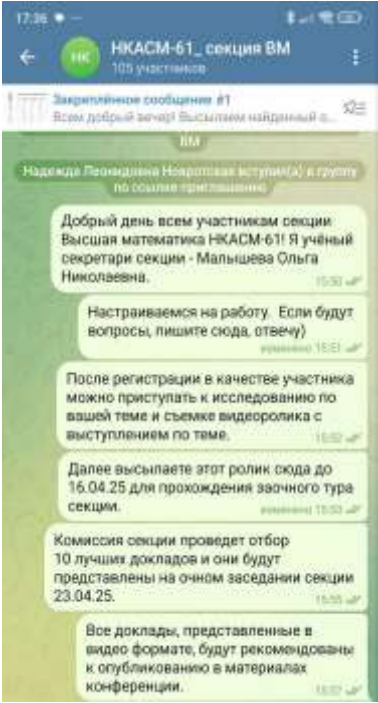 17:36
НКАСМ-61_ секция ВМ
НК
105 участников
Закреплённое сообщение #1
Всем добрый вечер! Высылаем найденный
ВМ
Надежда Леонидовна вступил(а) в группу
по ссылке-приглашению
Добрый день всем участникам секции
Высшая математика НКАСМ-61! Я учёный
секретари секции - Малышева Ольга
Николаевна.
15:50
Настраиваемся на работу. Если будут
вопросы, пишите сюда, отвечу)
изменено 15:51
После регистрации в качестве участника
можно приступать к исследованию по
вашей теме и съемке видеоролика с
выступлением по теме.
15:52
Далее высылаете этот ролик сюда до
16.04.25 для прохождения заочного тура
секции.
изменено 15:53
Комиссия секции проведет отбор
10 лучших докладов и они будут
представлены на очном заседании секции
23.04.25.
15:55
Все доклады, представленные в
видео формате, будут рекомендованы
к опубликованию в материалах
конференции.
15:57